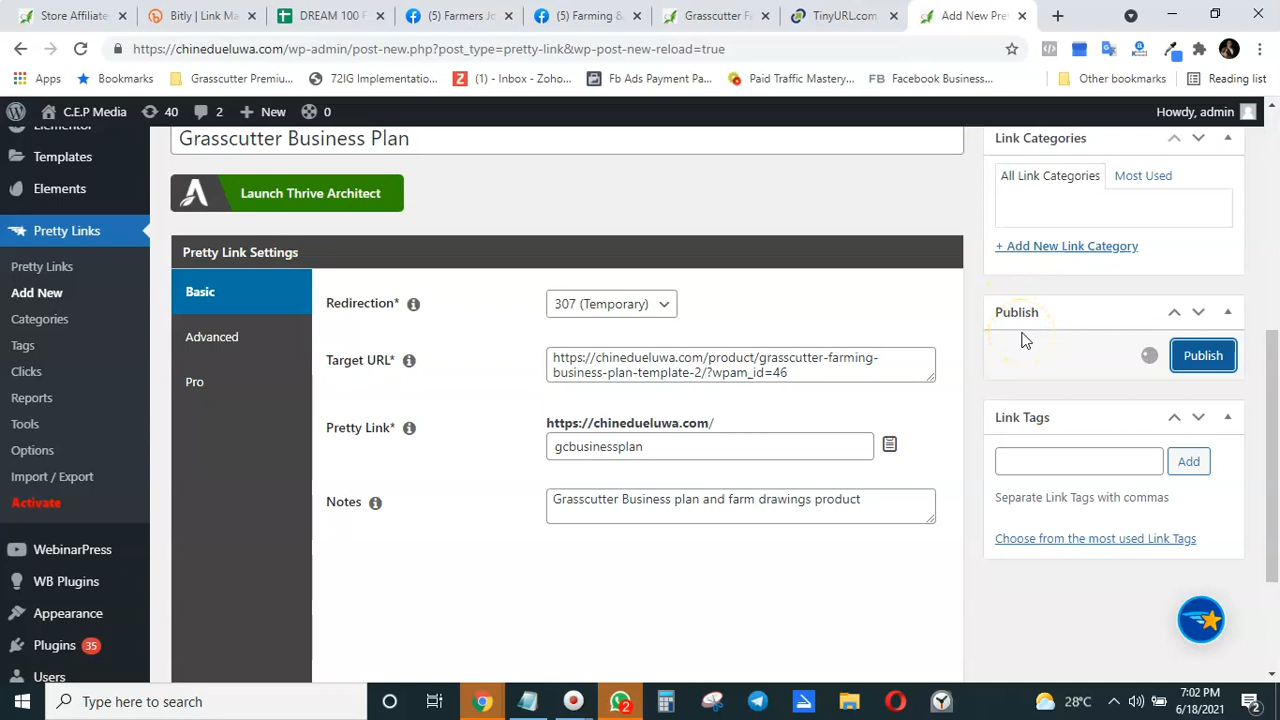 Store Affiliate
Bitly | Link Ma
DREAM 100 F
(5) Farmers Jo
(5) Farming &
Grasscutter F
TinyURL.com
Add New Pre
https://chinedueluwa.com/wp-admin/post-new.php?post_type=pretty-link&wp-post-new-reload=true
Apps
Bookmarks
Grasscutter Premiu...
72IG Implementatio...
(1) - Inbox - Zoho...
Fb Ads Payment Pa...
Paid Traffic Mastery...
FB Facebook Busines...
Other bookmarks
Reading list
C.E.P Media
40
2
New
0
Howdy, admin
Elementor
Templates
Elements
Pretty Links
Pretty Links
Add New
Categories
Tags
Clicks
Reports
Tools
Options
Import / Export
Activate
WebinarPress
WB Plugins
Appearance
Plugins 35
Users
Grasscutter Business Plan
Launch Thrive Architect
Pretty Link Settings
Basic
Advanced
Pro
Redirection*
307 (Temporary)
Target URL*
https://chinedueluwa.com/product/grasscutter-farming-
business-plan-template-2/?wpam_id=46
Pretty Link*
https://chinedueluwa.com/
gcbusinessplan
Notes
Grasscutter Business plan and farm drawings product
Link Categories
All Link Categories
Most Used
+ Add New Link Category
Publish
Publish
Link Tags
Add
Separate Link Tags with commas
Choose from the most used Link Tags
Type here to search
2
28°C
7:02 PM
6/18/2021
2